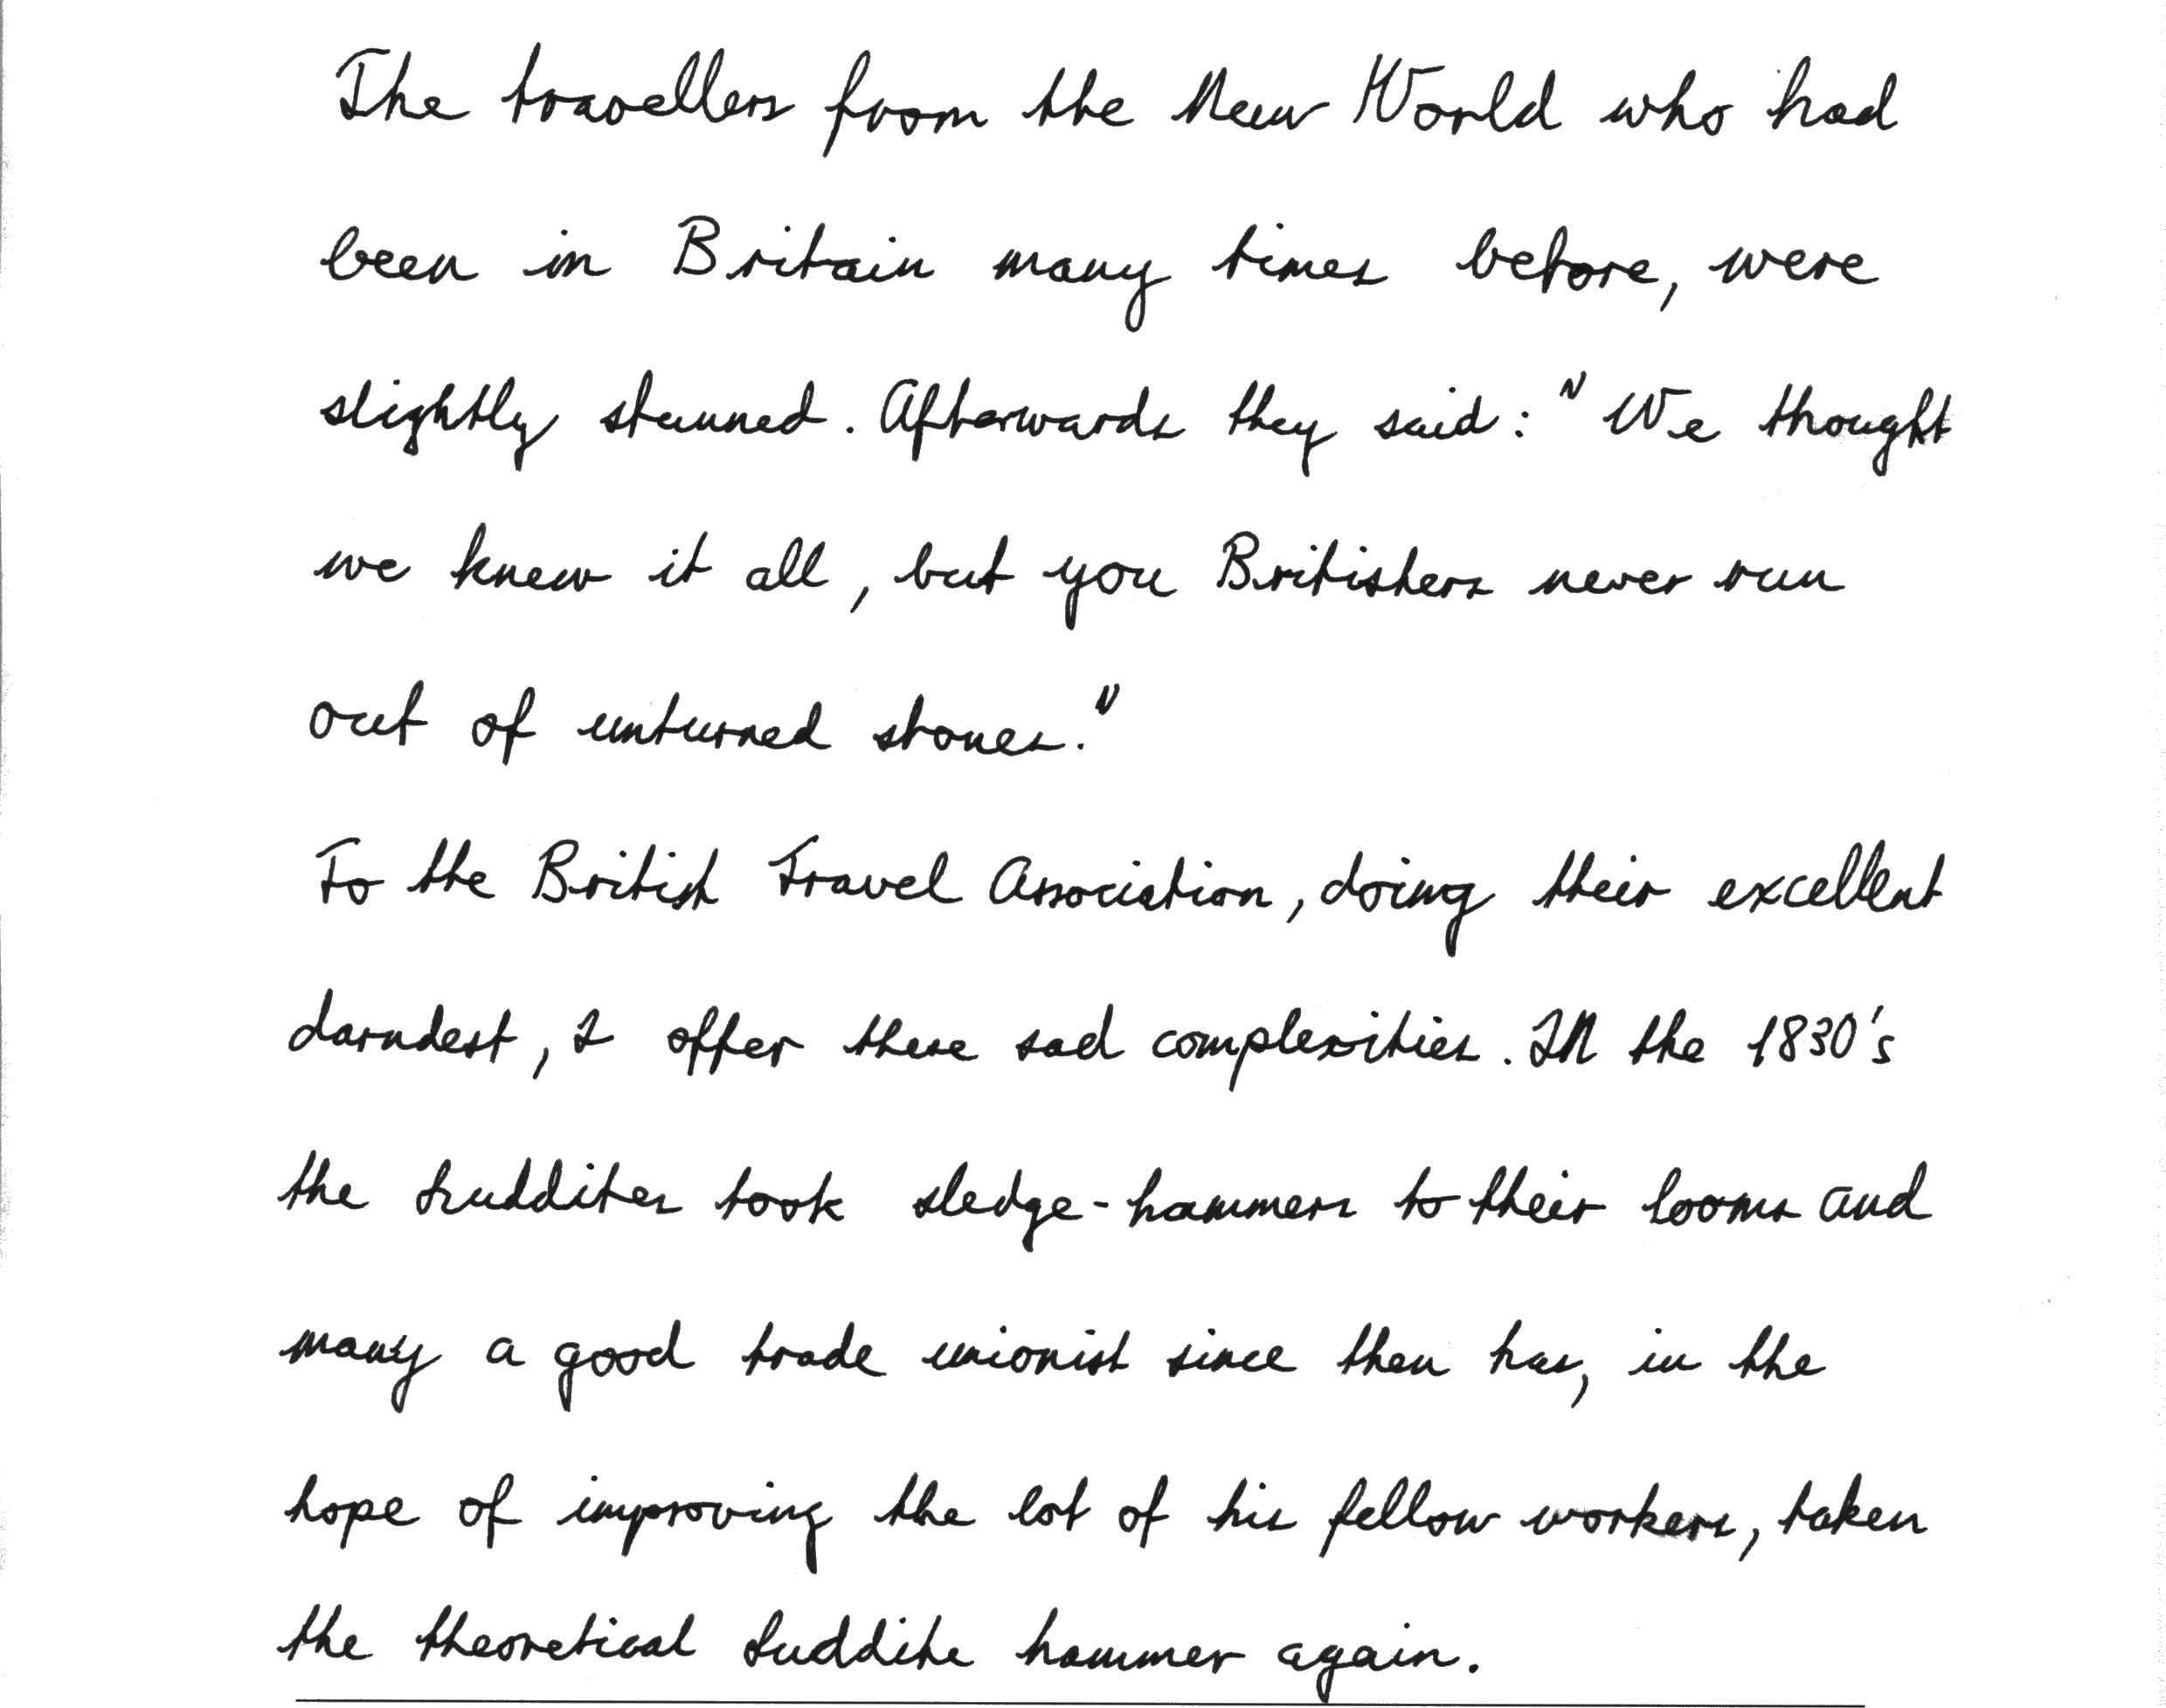 The travellers from the New World who had
been in Britain many times before, were
slightly stunned. Afterwards they said: "We thought
we knew it all, but you Britishers never run
out of unturned stones."
To the British Travel Association, doing their excellent
darndest, I offer these sad complexities. IN the 1830's
the Luddites took sledge-hammers to their looms and
many a good trade unionist since then has, in the
hope of improving the lot of his fellow workers, taken
the theoretical Luddite hammer again.